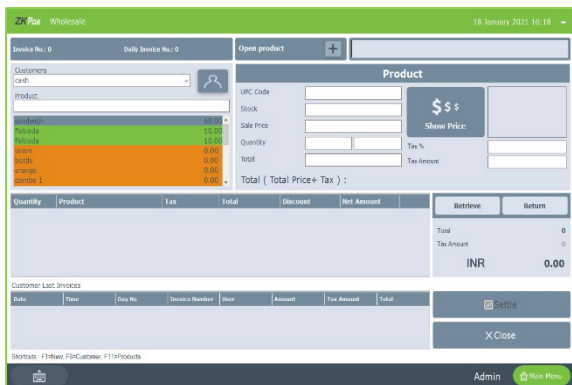 ZKPos Wholesale 18 January 2021 16:18
Invoice No.: 0 Daily Invoice No.: 0 Open product +
Customers
cash
Product
sandwich 68.00
Falooda 10.00
Falooda 10.00
onion 0.00
bottle 0.00
orange 0.00
combo 1 0.00
Product
UPC Code
Stock
Sale Price
Quantity
Total
$ $ $
Show Price
Tax %
Tax Amount
Total ( Total Price+ Tax ) :
Quantity Product Tax Total Discount Net Amount
Retrieve Return
Total 0
Tax Amount 0
INR 0.00
Customer Last Invoices
Date Time Day No Invoice Number User Amount Tax Amount Total
Settle
X Close
Shortcuts : F1=New, F6=Customer, F11=Products
Admin Main Menu